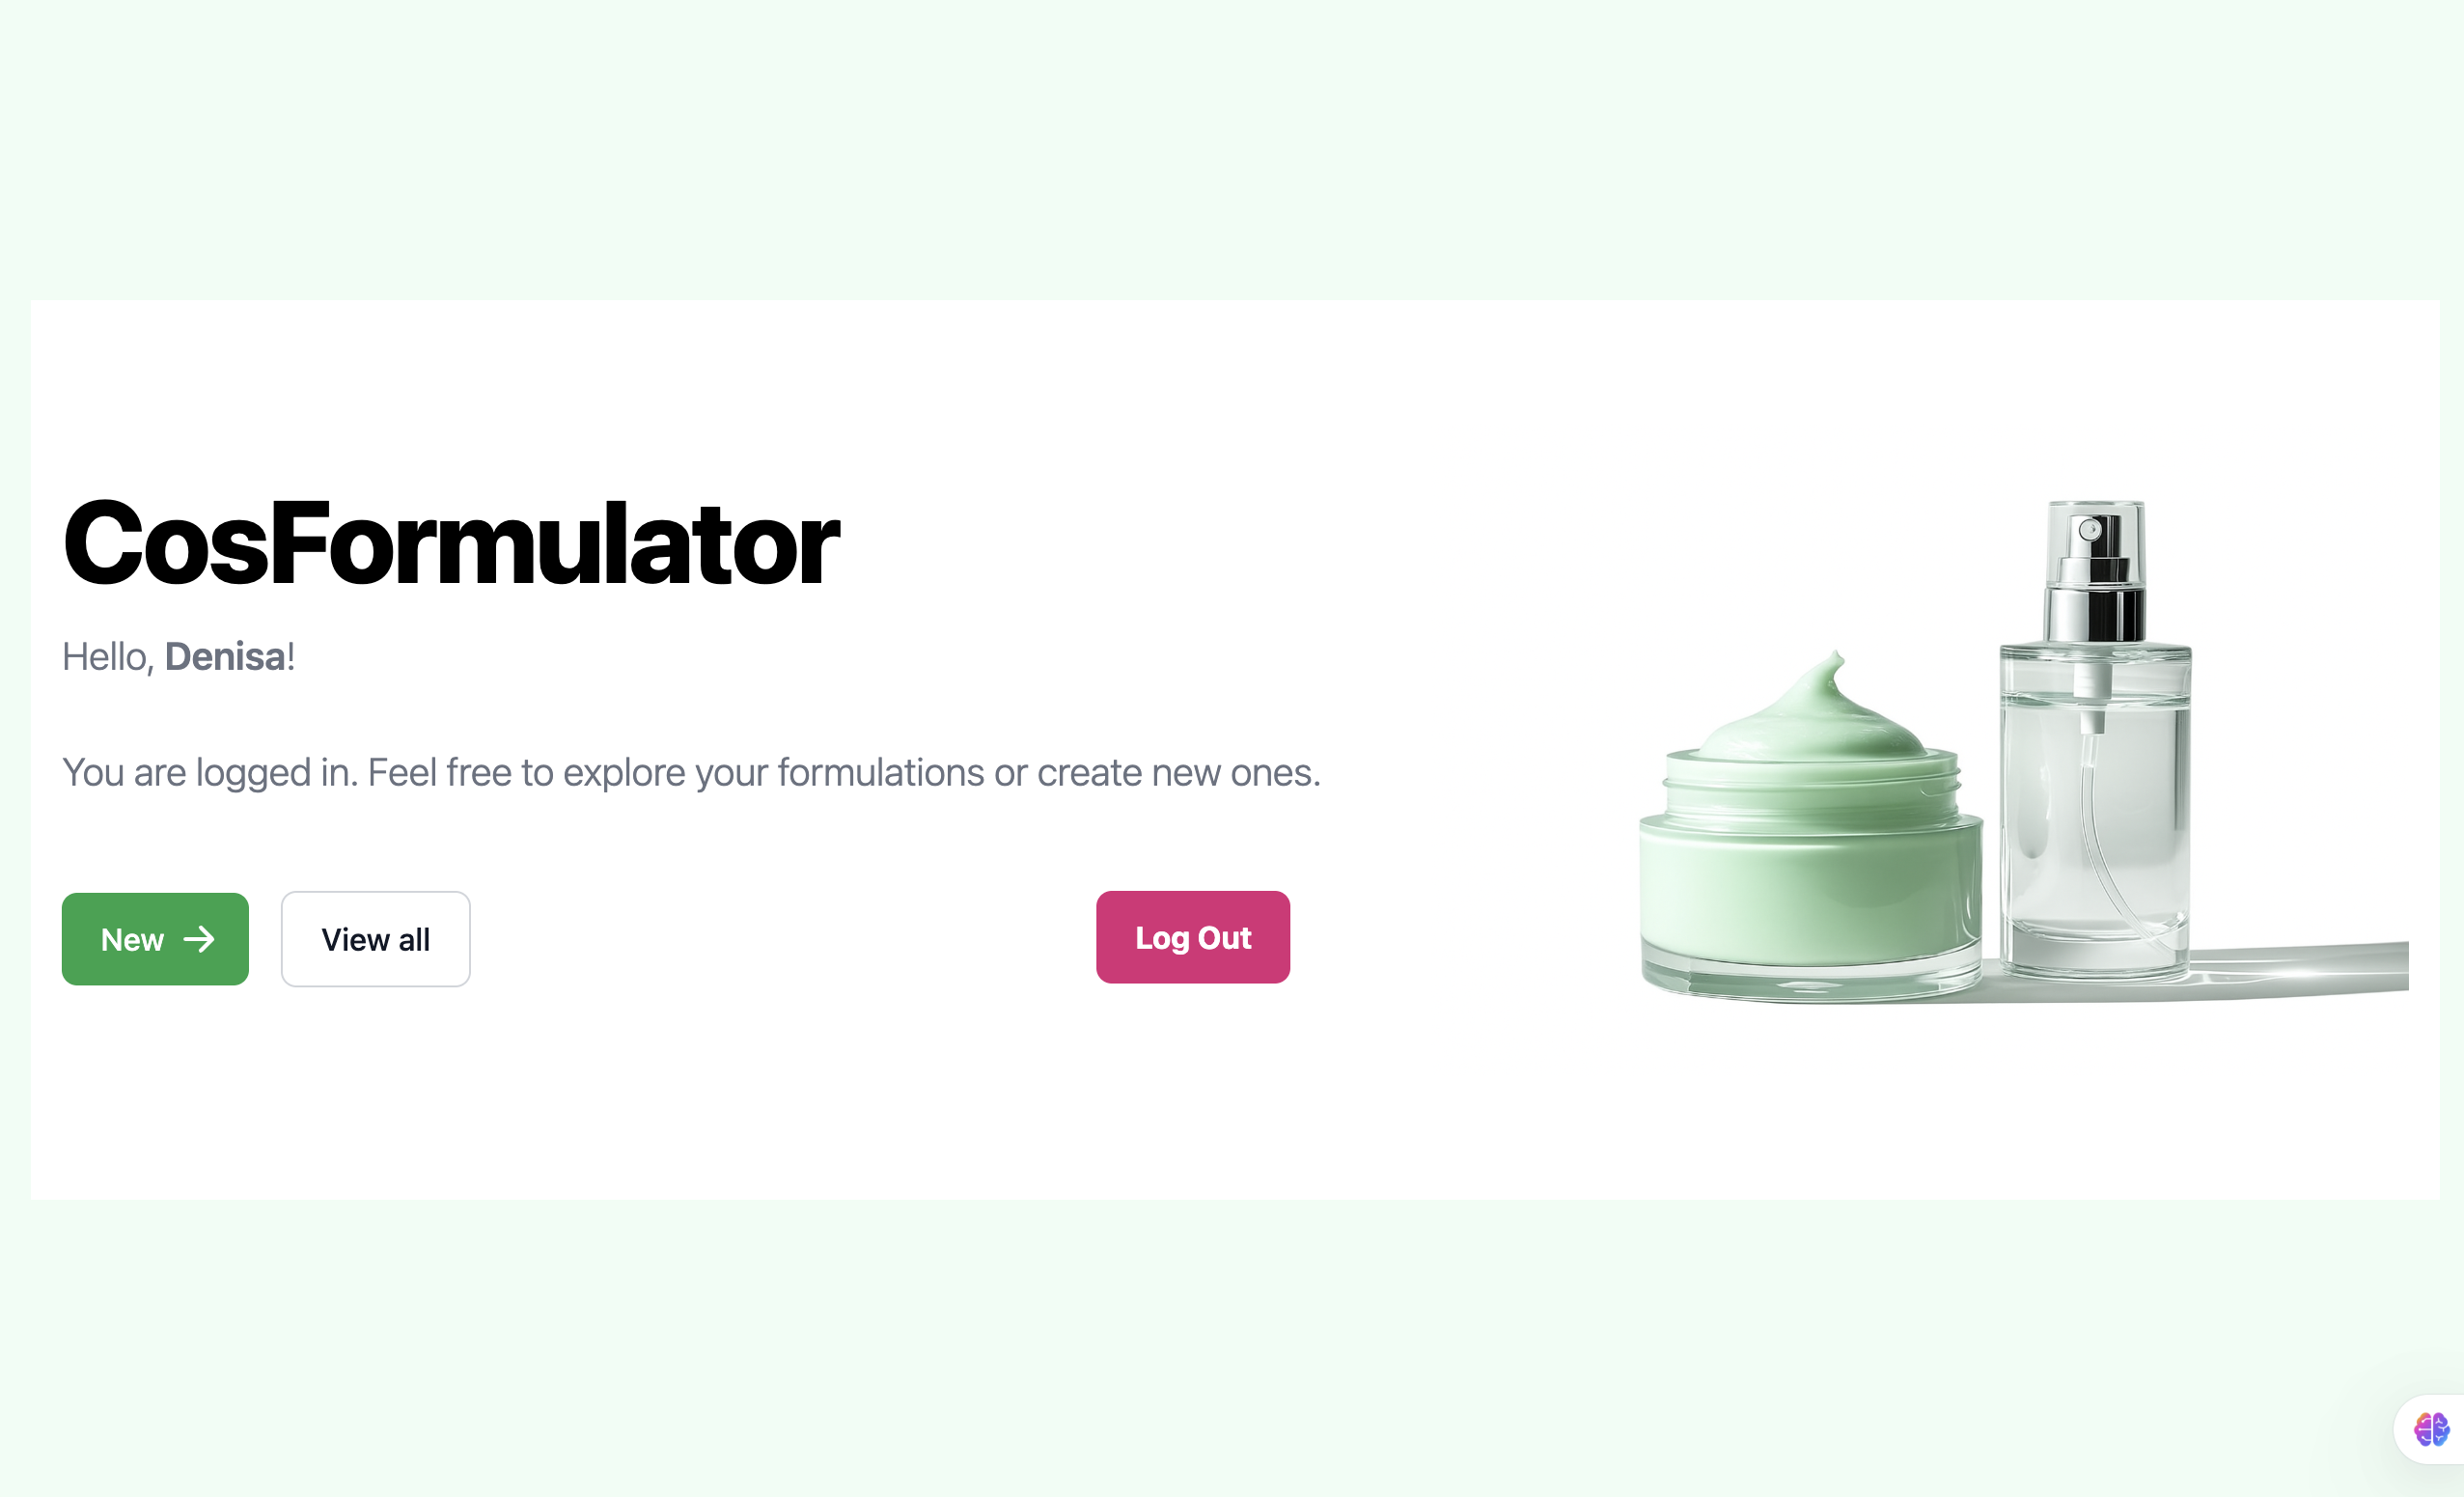 CosFormulator
Hello, Denisa!
You are logged in. Feel free to explore your formulations or create new ones.
New →
View all
Log Out